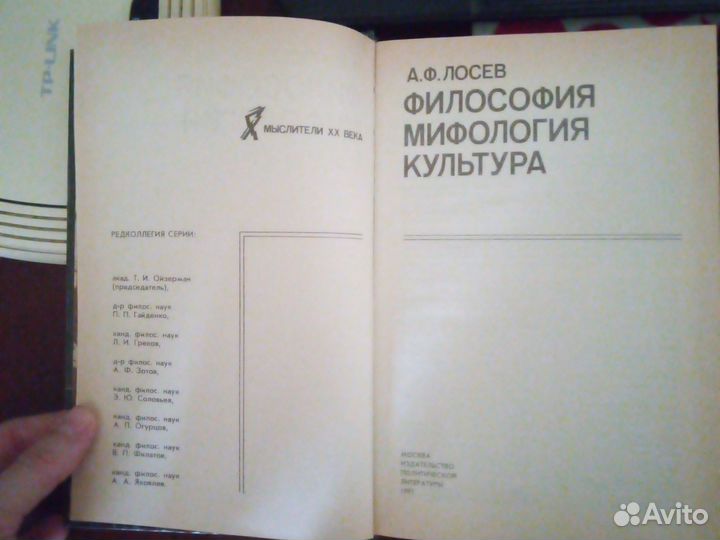 TP-LINK
МЫСЛИТЕЛИ XX ВЕКА
РЕДКОЛЛЕГИЯ СЕРИИ:
акад. Т. И. Ойзерман
(председатель),
д-р филос. наук
П. П. Гайденко,
канд. филос. наук
Л. И. Греков,
д-р филос. наук
А. Ф. Зотов,
канд. филос. наук
Э. Ю. Соловьев,
канд. филос. наук
А. П. Огурцов,
канд. филос. наук
В. П. Филатов,
канд. филос. наук
А. А. Яковлев
А.Ф. ЛОСЕВ
ФИЛОСОФИЯ
МИФОЛОГИЯ
КУЛЬТУРА
МОСКВА
ИЗДАТЕЛЬСТВО
ПОЛИТИЧЕСКОЙ
ЛИТЕРАТУРЫ
1991
Avito